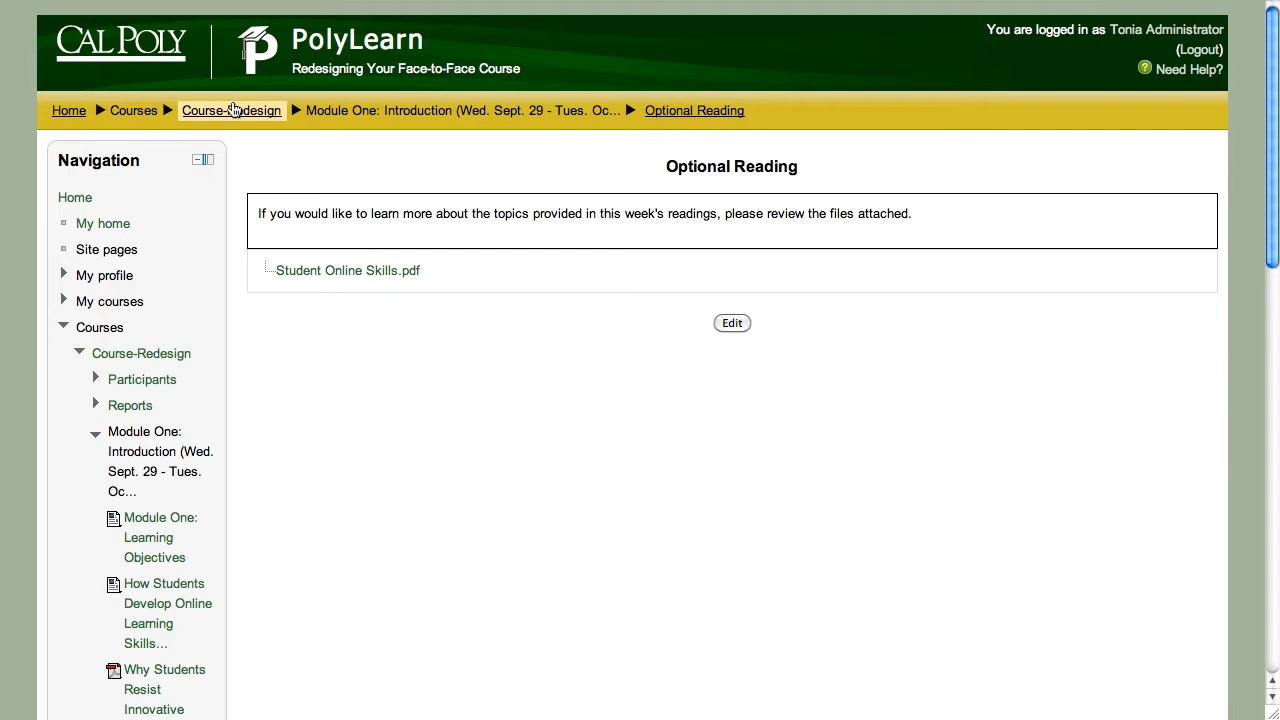 CAL POLY
PolyLearn
Redesigning Your Face-to-Face Course
You are logged in as Tonia Administrator
(Logout)
Need Help?
Home Courses Course-Redesign Module One: Introduction (Wed. Sept. 29 - Tues. Oc... Optional Reading
Navigation
Home
My home
Site pages
My profile
My courses
Courses
Course-Redesign
Participants
Reports
Module One:
Introduction (Wed.
Sept. 29 - Tues.
Oc...
Module One:
Learning
Objectives
How Students
Develop Online
Learning
Skills...
Why Students
Resist
Innovative
Optional Reading
If you would like to learn more about the topics provided in this week's readings, please review the files attached.
Student Online Skills.pdf
Edit